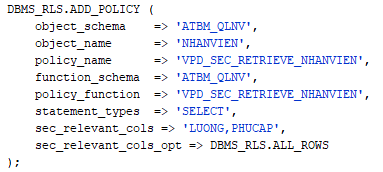 DBMS_RLS.ADD_POLICY (
object_schema => 'ATBM_QLNV',
object_name => 'NHANVIEN',
policy_name => 'VPD_SEC_RETRIEVE_NHANVIEN',
function_schema => 'ATBM_QLNV',
policy_function => 'VPD_SEC_RETRIEVE_NHANVIEN',
statement_types => 'SELECT',
sec_relevant_cols => 'LUONG,PHUCAP',
sec_relevant_cols_opt => DBMS_RLS.ALL_ROWS
);